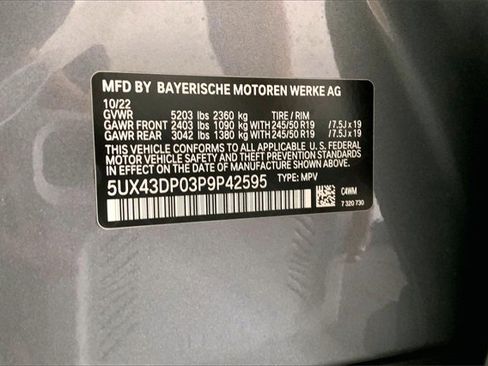 MFD BY BAYERISCHE MOTOREN WERKE AG
10/22
GVWR 5203 lbs 2360 kg TIRE / RIM
GAWR FRONT 2403 lbs 1090 kg WITH 245/50 R19 /7.5J x 19
GAWR REAR 3042 lbs 1380 kg WITH 245/50 R19 /7.5J x 19
THIS VEHICLE CONFORMS TO ALL APPLICABLE U. S. FEDERAL
MOTOR VEHICLE SAFETY, BUMPER, AND THEFT PREVENTION STANDARDS
IN EFFECT ON THE DATE OF MANUFACTURE SHOWN ABOVE.
5UX43DP03P9P42595 TYPE: MPV
C4WM
7 320 730